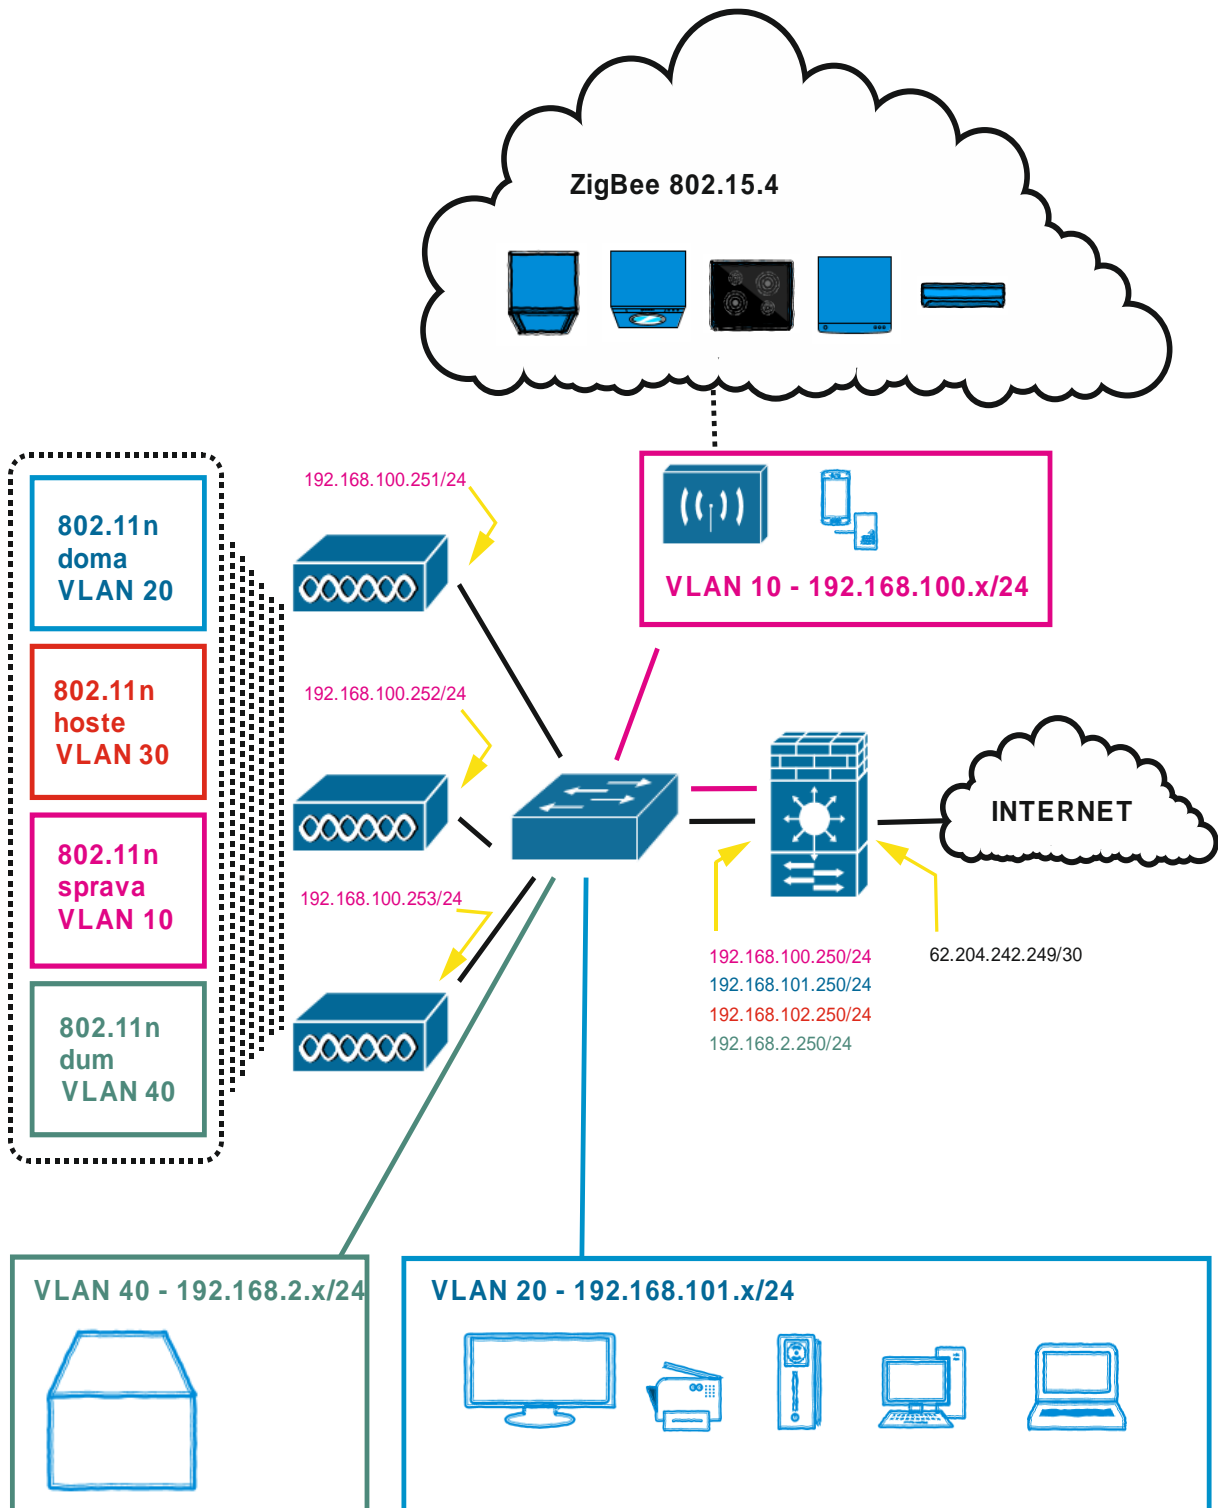 ZigBee 802.15.4
192.168.100.251/24
802.11n
doma
VLAN 20
VLAN 10 - 192.168.100.x/24
802.11n
hoste
VLAN 30
192.168.100.252/24
INTERNET
802.11n
sprava
VLAN 10
192.168.100.253/24
192.168.100.250/24
192.168.101.250/24
192.168.102.250/24
192.168.2.250/24
62.204.242.249/30
802.11n
dum
VLAN 40
VLAN 40 - 192.168.2.x/24
VLAN 20 - 192.168.101.x/24